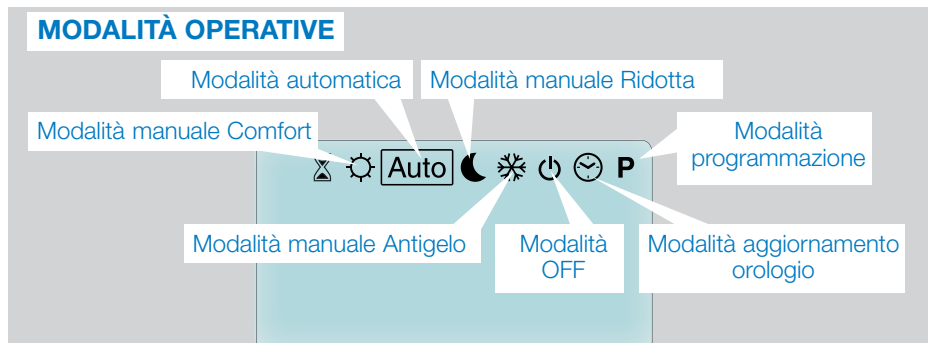 MODALITÀ OPERATIVE
Modalità automatica
Modalità manuale Ridotta
Modalità manuale Comfort
Modalità
programmazione
Auto
P
Modalità manuale Antigelo
Modalità
OFF
Modalità aggiornamento
orologio